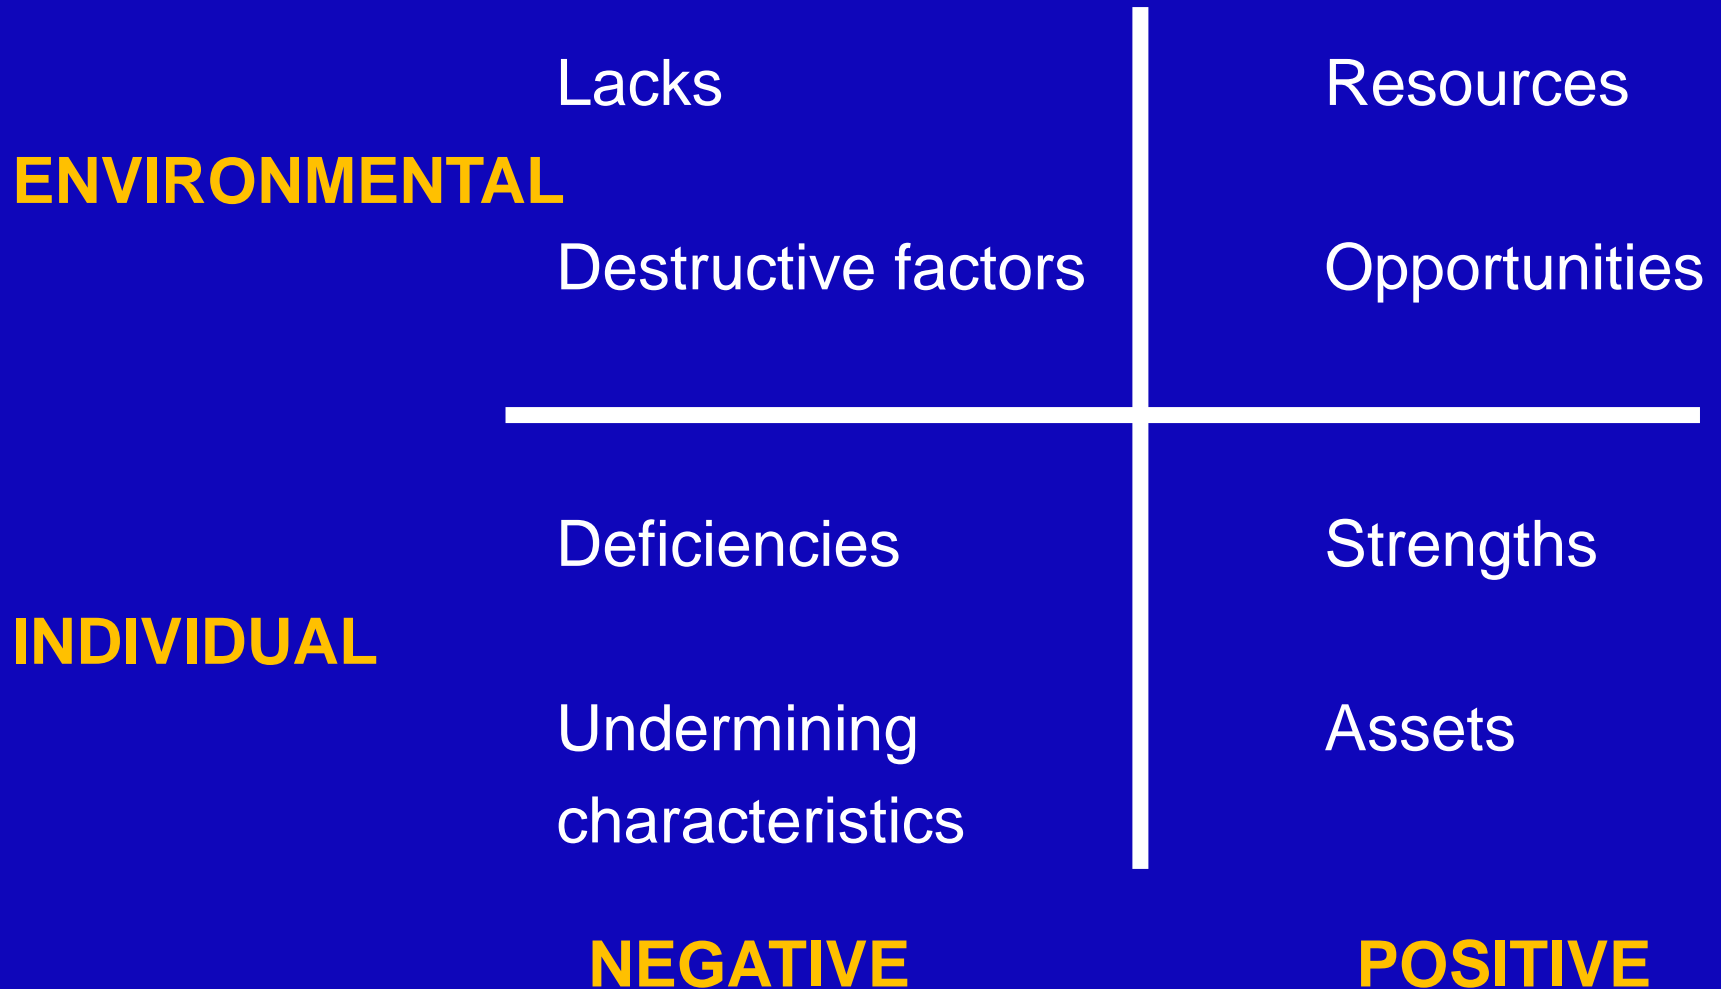 Lacks
Resources
ENVIRONMENTAL
Destructive factors
Opportunities
Deficiencies
Strengths
INDIVIDUAL
Undermining
characteristics
Assets
NEGATIVE
POSITIVE